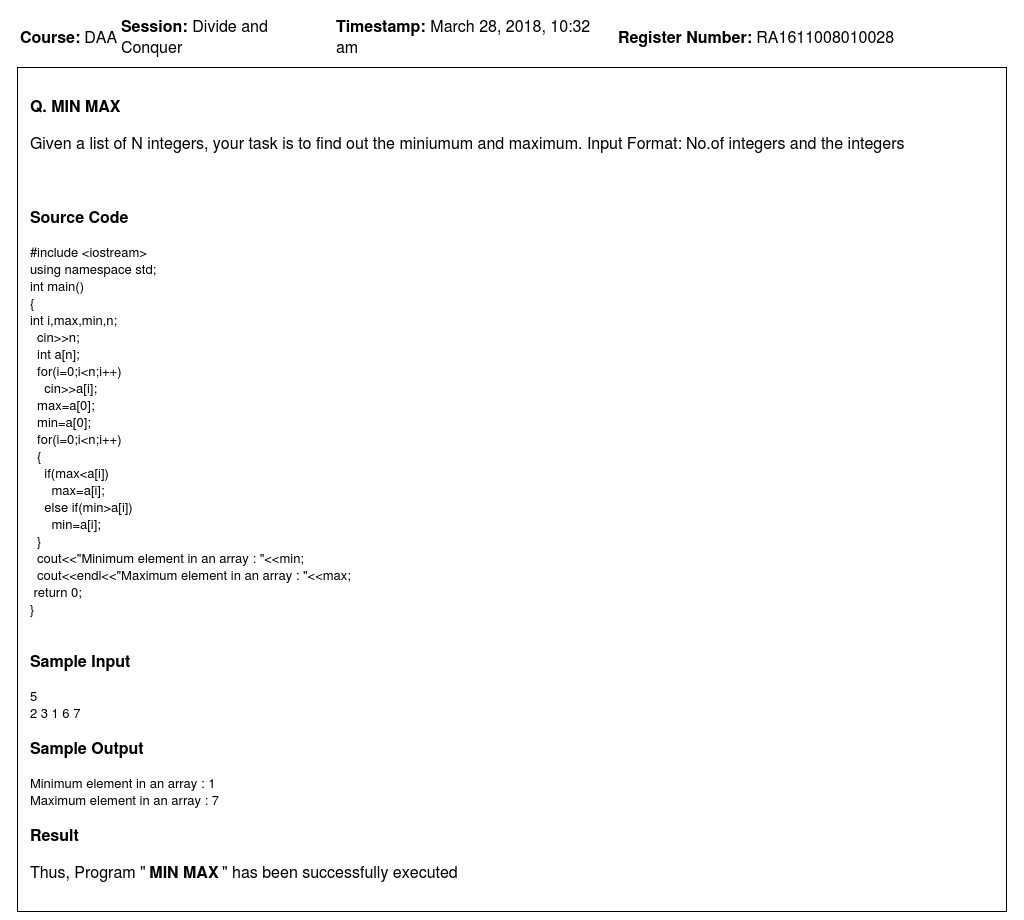 Course: DAA Session: Divide and Conquer Timestamp: March 28, 2018, 10:32 am Register Number: RA1611008010028
Q. MIN MAX
Given a list of N integers, your task is to find out the miniumum and maximum. Input Format: No.of integers and the integers
Source Code
#include <iostream>
using namespace std;
int main()
{
int i,max,min,n;
cin>>n;
int a[n];
for(i=0;i<n;i++)
cin>>a[i];
max=a[0];
min=a[0];
for(i=0;i<n;i++)
{
if(max<a[i])
max=a[i];
else if(min>a[i])
min=a[i];
}
cout<<"Minimum element in an array : "<<min;
cout<<endl<<"Maximum element in an array : "<<max;
return 0;
}
Sample Input
5
2 3 1 6 7
Sample Output
Minimum element in an array : 1
Maximum element in an array : 7
Result
Thus, Program " MIN MAX " has been successfully executed